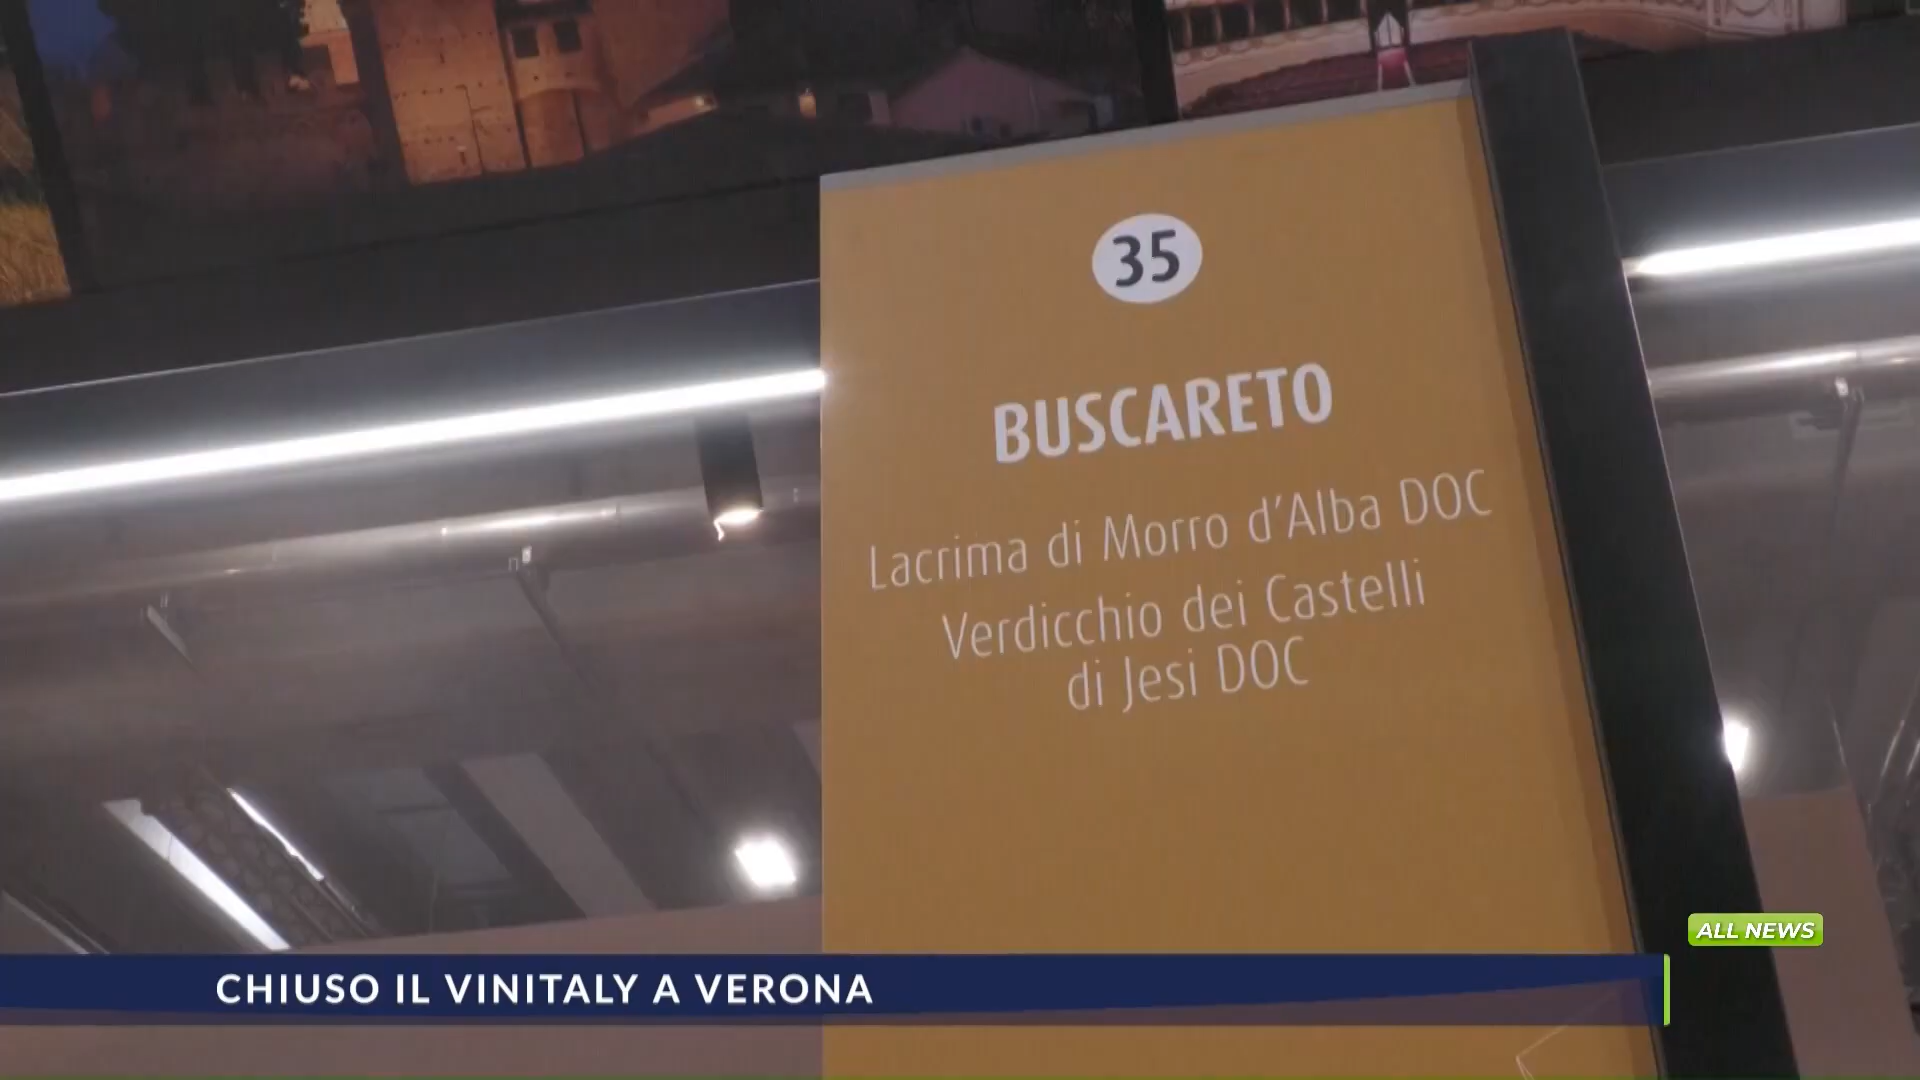 35
BUSCARETO
Lacrima di Morro d'Alba DOC
Verdicchio dei Castelli
di Jesi DOC
ALL NEWS
CHIUSO IL VINITALY A VERONA